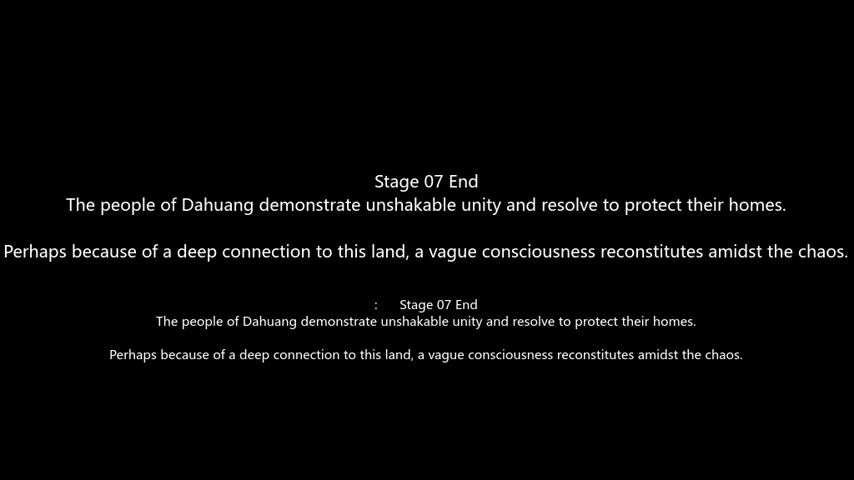 Stage 07 End
The people of Dahuang demonstrate unshakable unity and resolve to protect their homes.
Perhaps because of a deep connection to this land, a vague consciousness reconstitutes amidst the chaos.
: Stage 07 End
The people of Dahuang demonstrate unshakable unity and resolve to protect their homes.
Perhaps because of a deep connection to this land, a vague consciousness reconstitutes amidst the chaos.